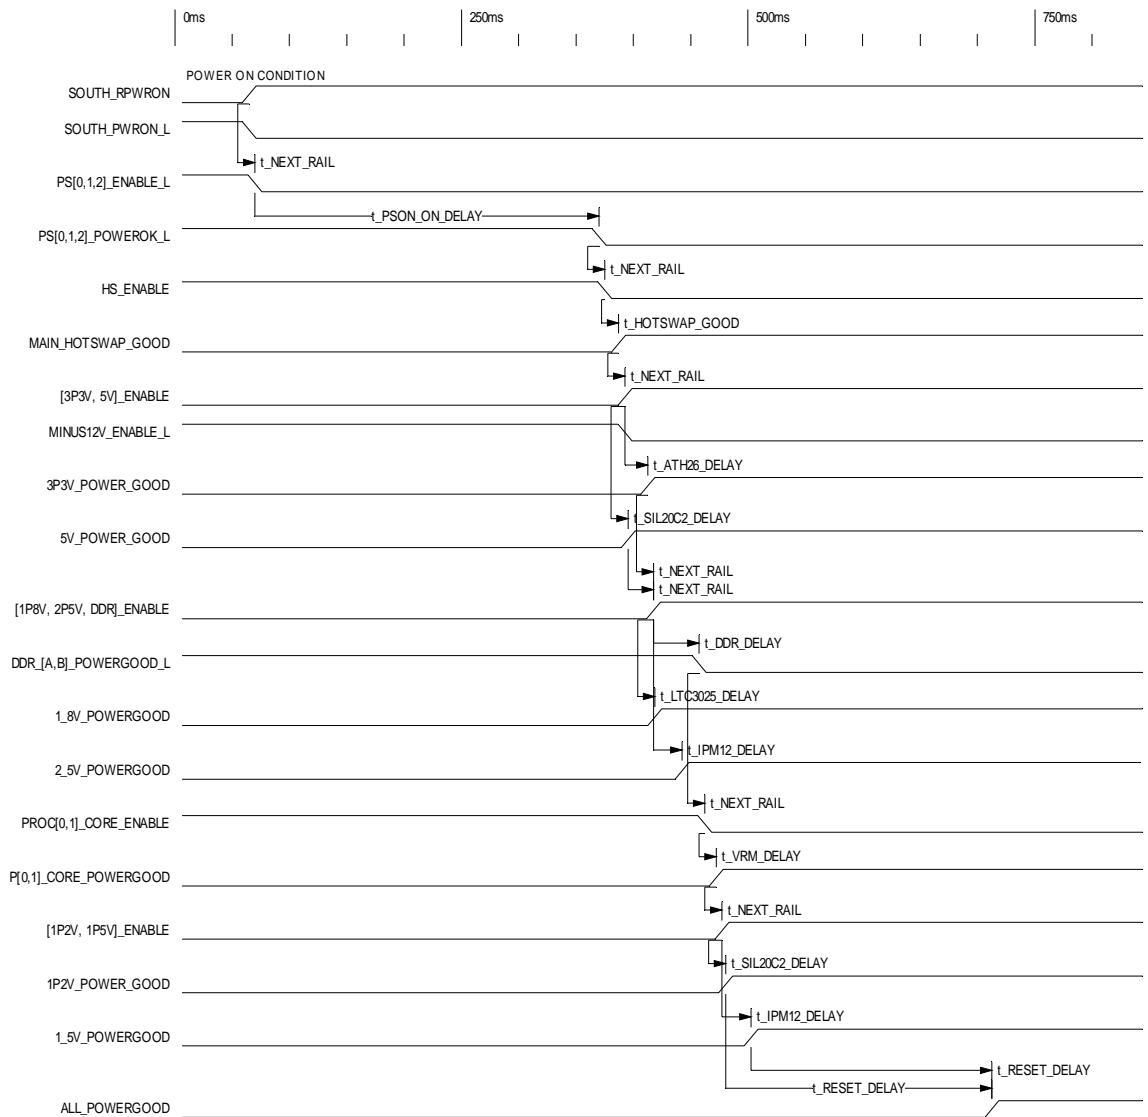 0ms 250ms 500ms 750ms
POWER ON CONDITION
SOUTH_RPWRON
SOUTH_PWRON_L
t_NEXT_RAIL
PS[0,1,2]_ENABLE_L
t_PSON_ON_DELAY
PS[0,1,2]_POWEROK_L
t_NEXT_RAIL
HS_ENABLE
t_HOTSWAP_GOOD
MAIN_HOTSWAP_GOOD
t_NEXT_RAIL
[3P3V, 5V]_ENABLE
MINUS12V_ENABLE_L
t_ATH26_DELAY
3P3V_POWER_GOOD
t_SIL20C2_DELAY
5V_POWER_GOOD
t_NEXT_RAIL
t_NEXT_RAIL
[1P8V, 2P5V, DDR]_ENABLE
t_DDR_DELAY
DDR_[A,B]_POWERGOOD_L
t_LTC3025_DELAY
1_8V_POWERGOOD
t_IPM12_DELAY
2_5V_POWERGOOD
t_NEXT_RAIL
PROC[0,1]_CORE_ENABLE
t_VRM_DELAY
P[0,1]_CORE_POWERGOOD
t_NEXT_RAIL
[1P2V, 1P5V]_ENABLE
t_SIL20C2_DELAY
1P2V_POWER_GOOD
t_IPM12_DELAY
1_5V_POWERGOOD
t_RESET_DELAY
t_RESET_DELAY
ALL_POWERGOOD